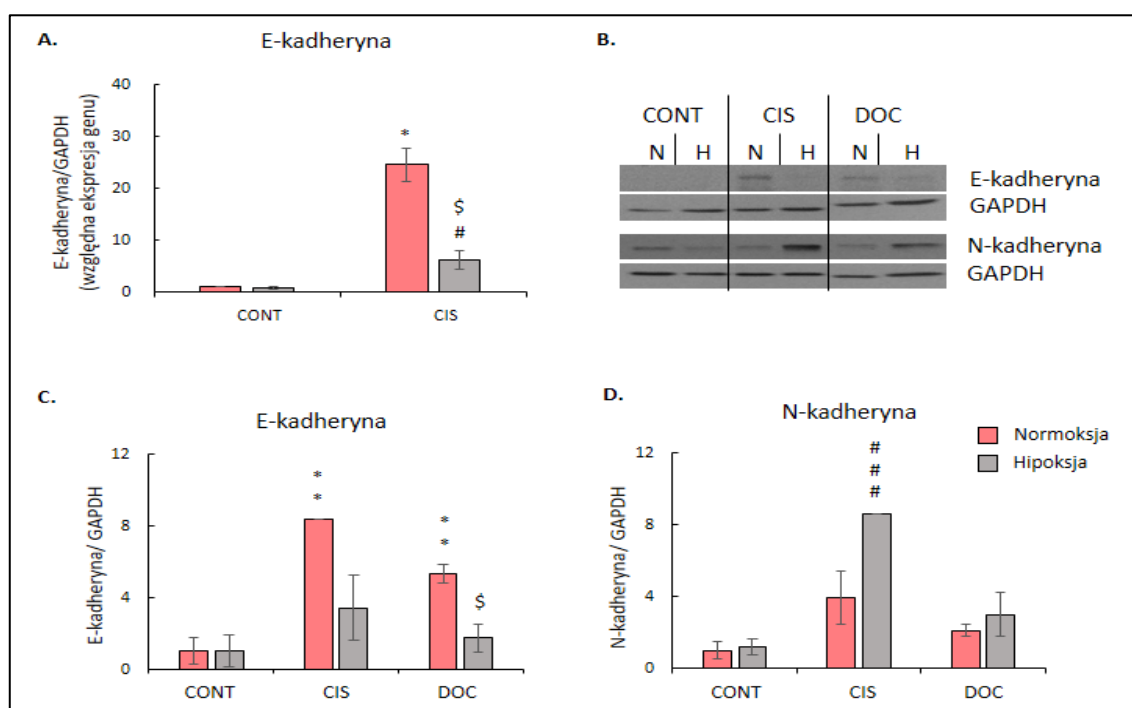 A.
E-kadheryna
E-kadheryna/GAPDH
(względna ekspresja genu)
40
30
20
10
0
*
$
#
CONT CIS
B.
CONT CIS DOC
N H N H N H
E-kadheryna
GAPDH
N-kadheryna
GAPDH
C.
E-kadheryna
E-kadheryna/ GAPDH
12
8
4
0
*
*
*
*
$
CONT CIS DOC
D.
N-kadheryna
N-kadheryna/ GAPDH
12
8
4
0
#
#
#
CONT CIS DOC
Normoksja
Hipoksja